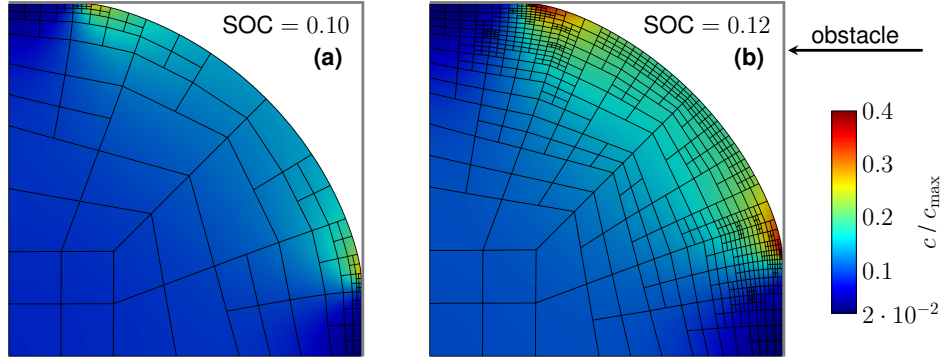 SOC = 0.10
(a)
SOC = 0.12
(b)
obstacle
0.4
0.3
0.2
0.1
2 · 10⁻²
c / c_max